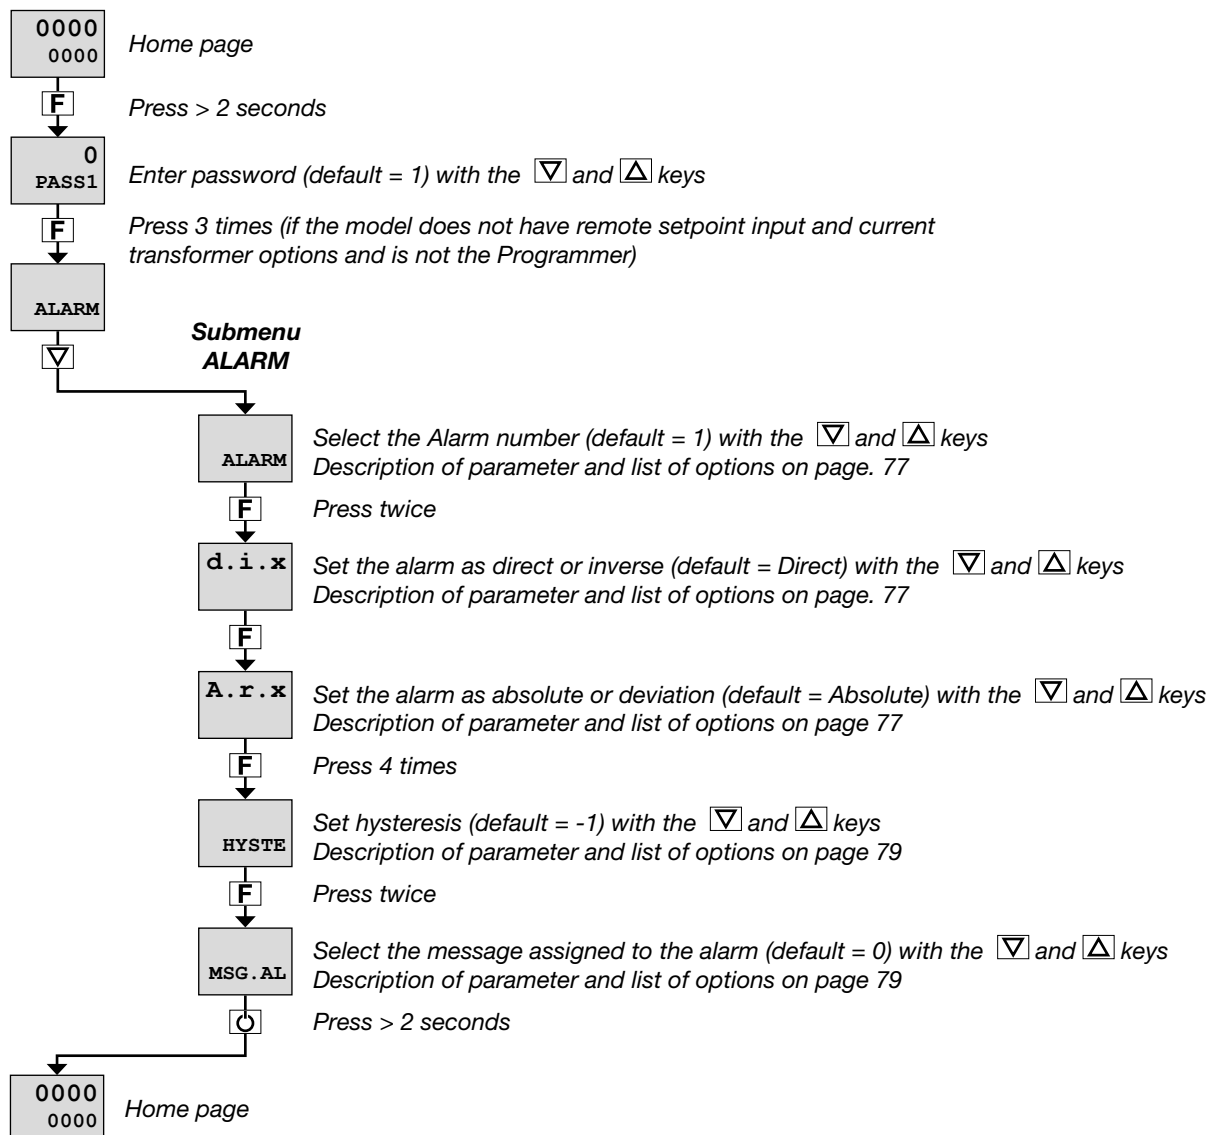 0000
0000
Home page
F
Press > 2 seconds
0
PASS1
Enter password (default = 1) with the ▽ and △ keys
F
Press 3 times (if the model does not have remote setpoint input and current
transformer options and is not the Programmer)
ALARM
▽
Submenu
ALARM
ALARM
Select the Alarm number (default = 1) with the ▽ and △ keys
Description of parameter and list of options on page. 77
F
Press twice
d.i.x
Set the alarm as direct or inverse (default = Direct) with the ▽ and △ keys
Description of parameter and list of options on page. 77
F
A.r.x
Set the alarm as absolute or deviation (default = Absolute) with the ▽ and △ keys
Description of parameter and list of options on page 77
F
Press 4 times
HYSTE
Set hysteresis (default = -1) with the ▽ and △ keys
Description of parameter and list of options on page 79
F
Press twice
MSG.AL
Select the message assigned to the alarm (default = 0) with the ▽ and △ keys
Description of parameter and list of options on page 79
Press > 2 seconds
0000
0000
Home page